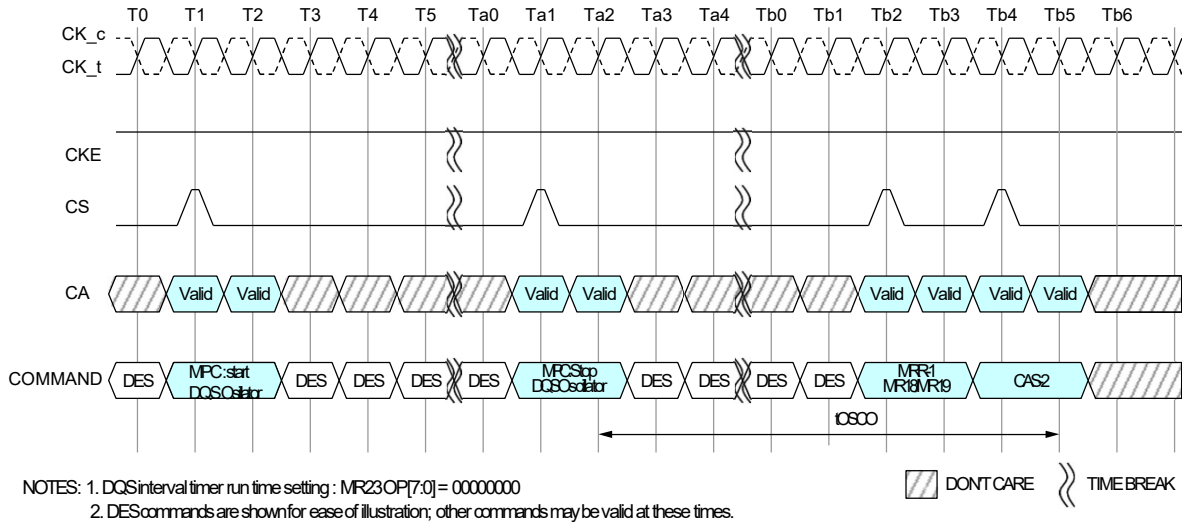 T0 T1 T2 T3 T4 T5 Ta0 Ta1 Ta2 Ta3 Ta4 Tb0 Tb1 Tb2 Tb3 Tb4 Tb5 Tb6
CK_c
CK_t
CKE
CS
CA Valid Valid Valid Valid Valid Valid Valid Valid
COMMAND DES MPC :start DQS Osillator DES DES DES DES MPC Stop DQS Oscillator DES DES DES DES MRR-1 MR18/MR19 CAS-2
tOSCO
NOTES: 1. DQS interval timer run time setting : MR23 OP[7:0] = 00000000
2. DES commands are shown for ease of illustration; other commands may be valid at these times.
DON'T CARE TIME BREAK